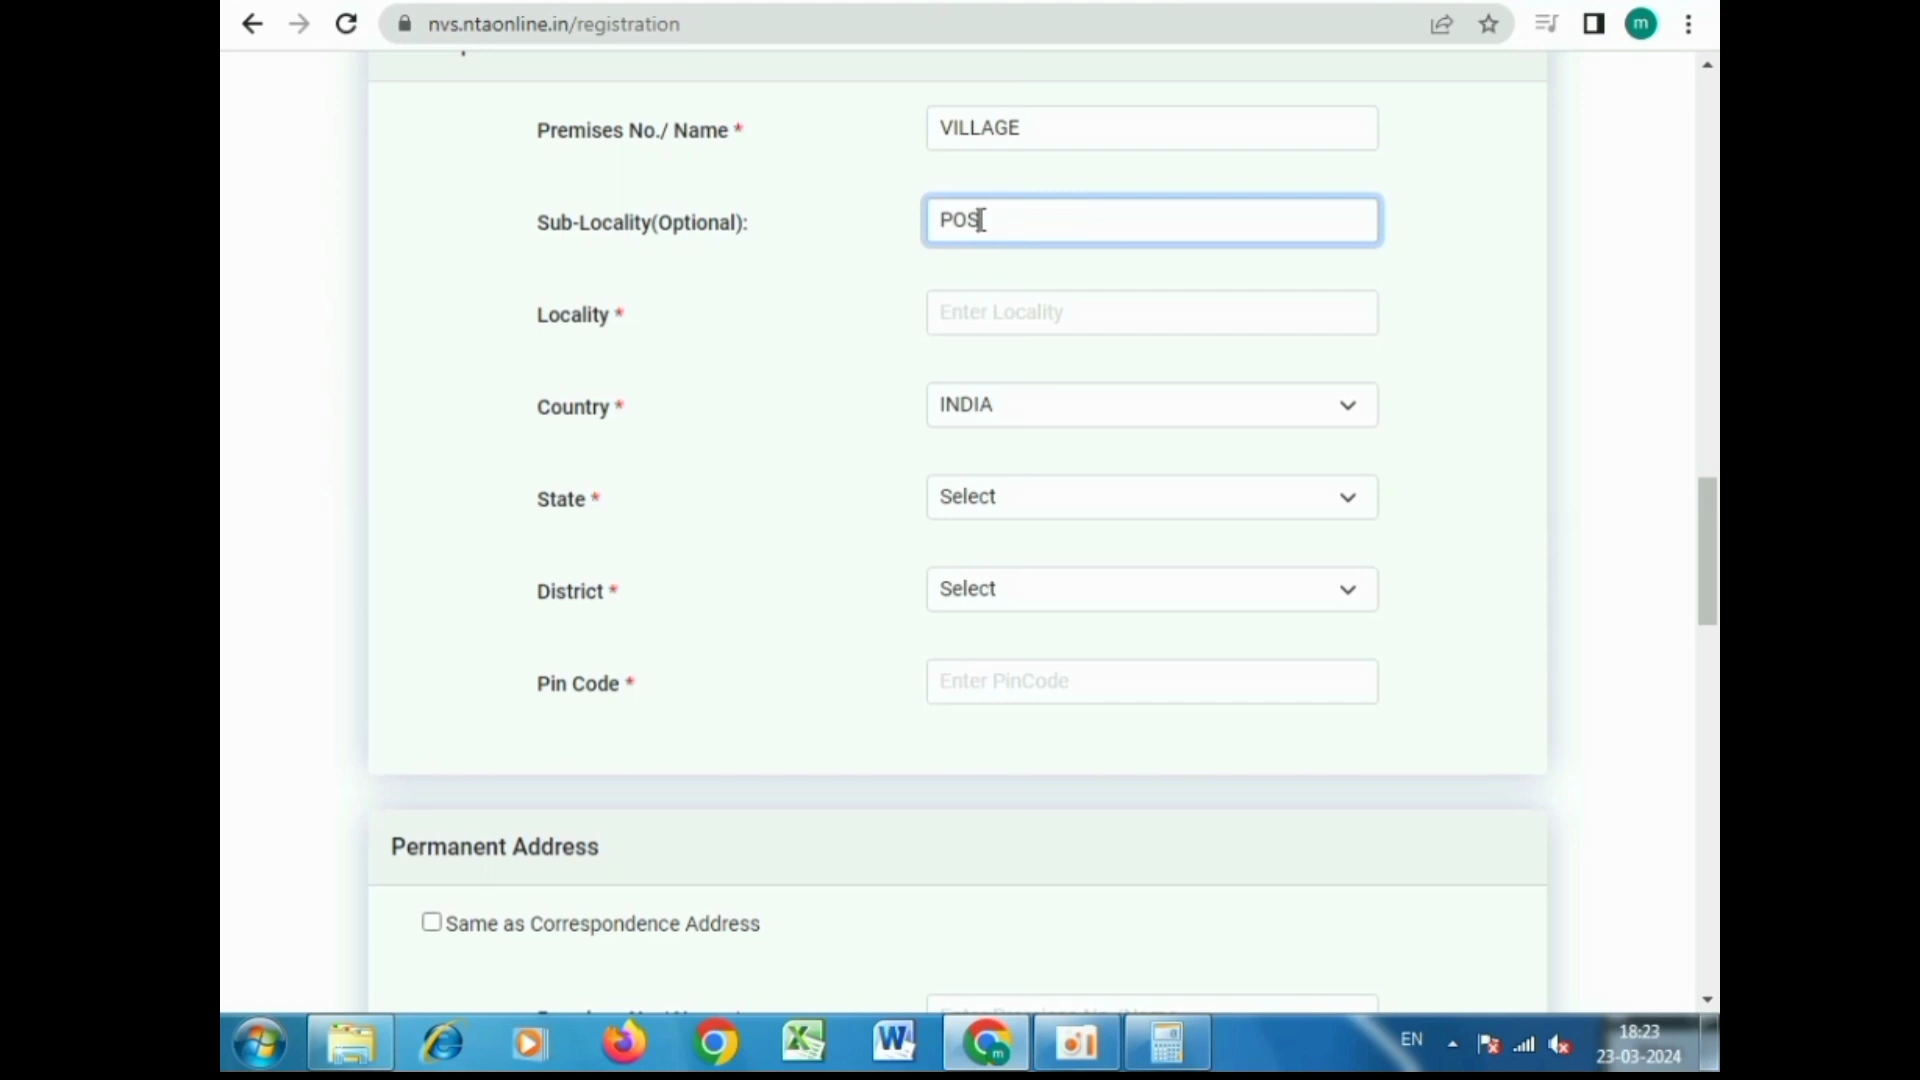 nvs.ntaonline.in/registration
m
Premises No./ Name *
VILLAGE
Sub-Locality(Optional):
POS
Locality *
Enter Locality
Country *
INDIA
State *
Select
District *
Select
Pin Code *
Enter PinCode
Permanent Address
Same as Correspondence Address
EN
18:23
23-03-2024